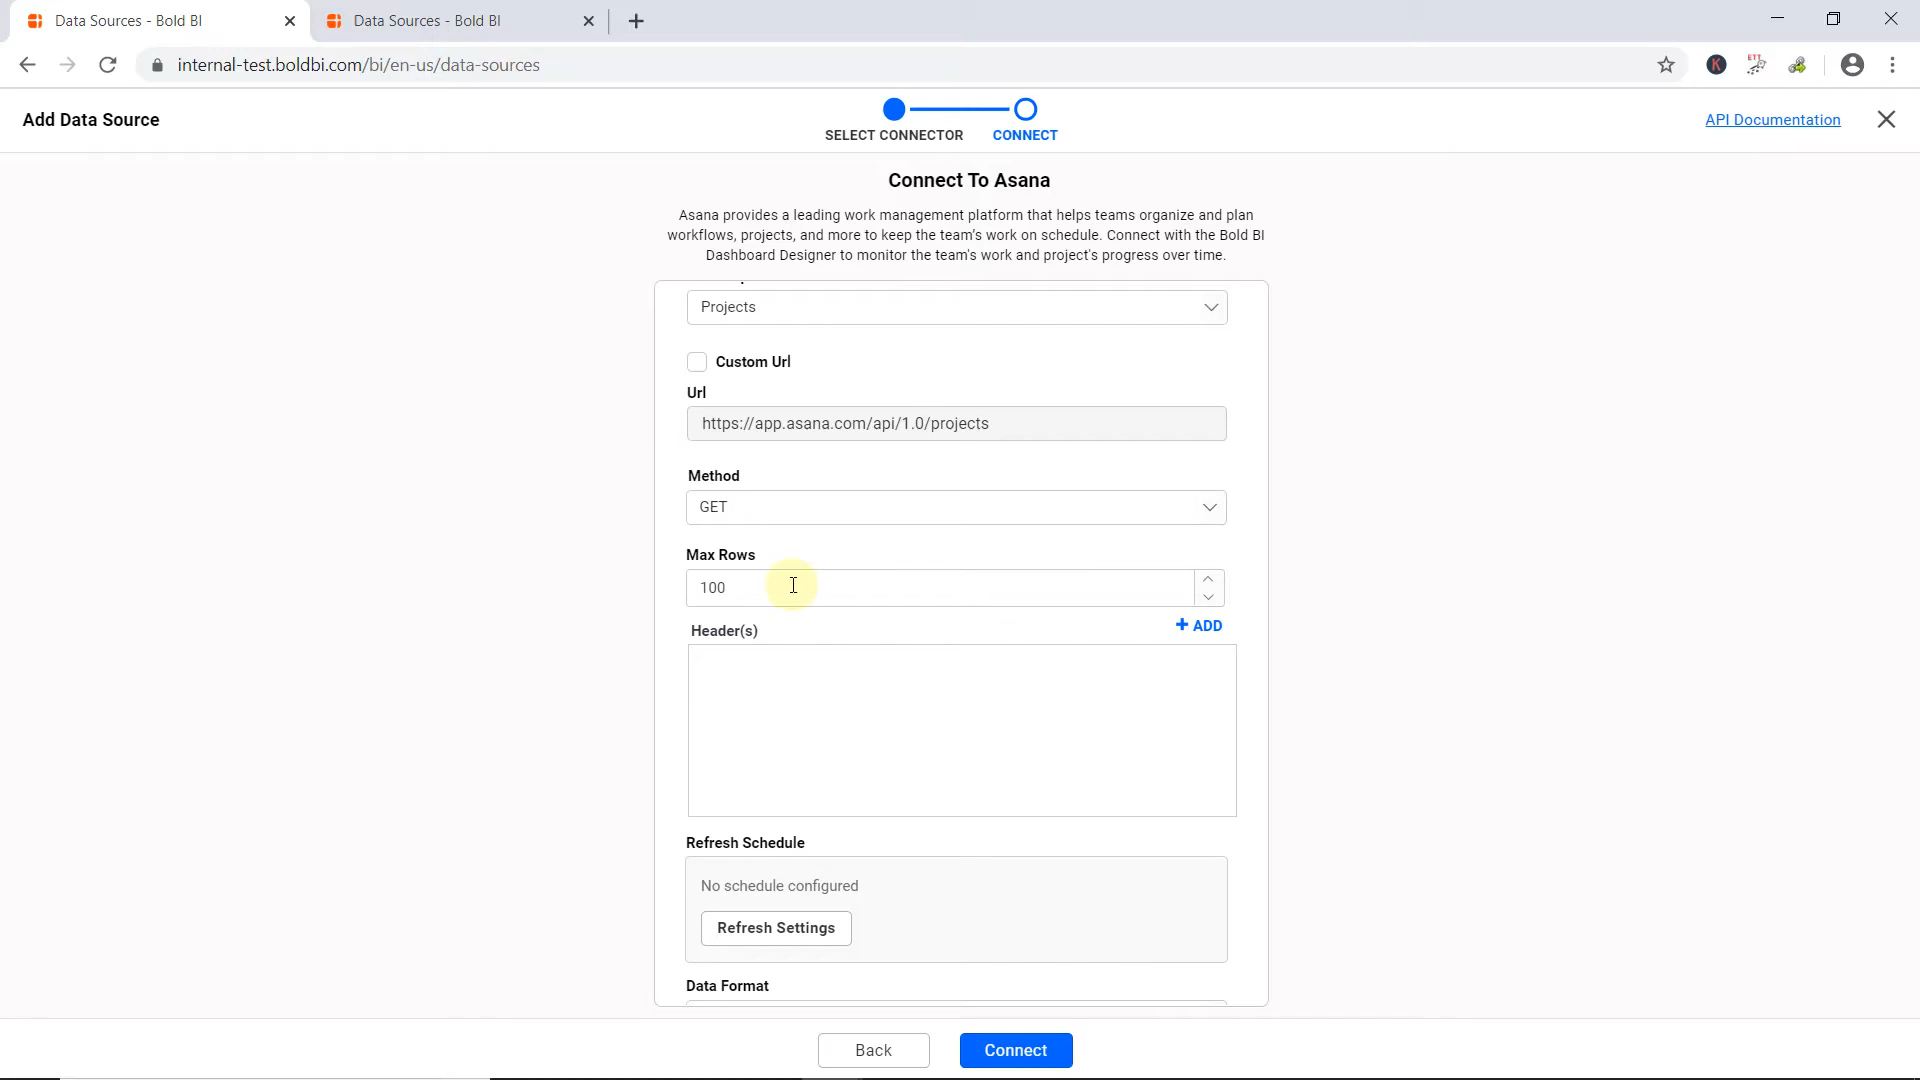 Data Sources - Bold BI
Data Sources - Bold BI
internal-test.boldbi.com/bi/en-us/data-sources
K
ETT
Add Data Source
SELECT CONNECTOR
CONNECT
API Documentation
Connect To Asana
Asana provides a leading work management platform that helps teams organize and plan
workflows, projects, and more to keep the team's work on schedule. Connect with the Bold BI
Dashboard Designer to monitor the team's work and project's progress over time.
Projects
Custom Url
Url
https://app.asana.com/api/1.0/projects
Method
GET
Max Rows
100
Header(s)
+ ADD
Refresh Schedule
No schedule configured
Refresh Settings
Data Format
Back
Connect